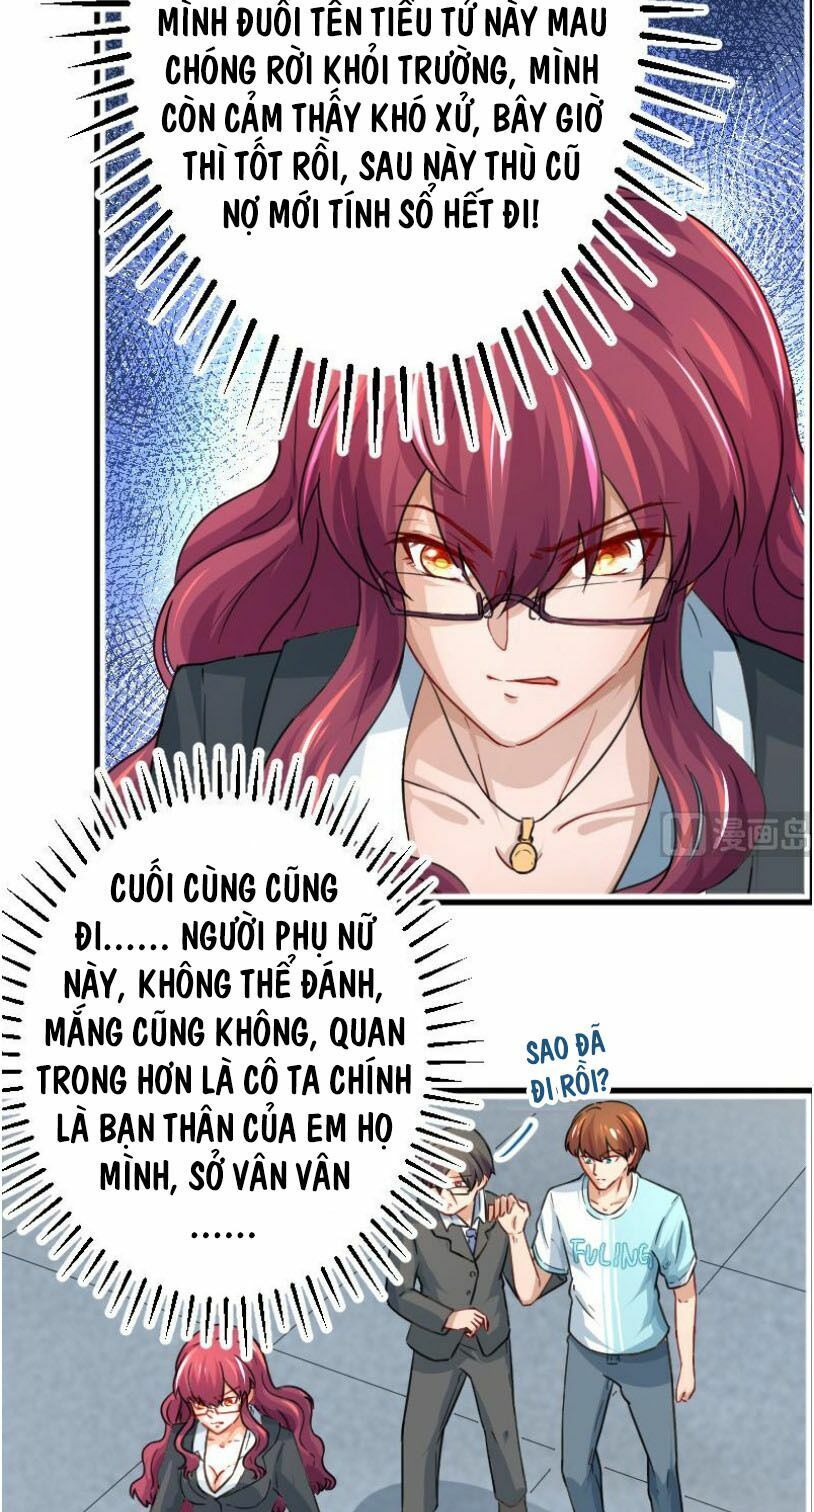 MÌNH ĐUỔI TÊN TIỂU TỬ NÀY MAU
CHÓNG RỜI KHỎI TRƯỜNG, MÌNH
CÒN CẢM THẤY KHÓ XỬ, BÂY GIỜ
THÌ TỐT RỒI, SAU NÀY THÙ CŨ
NỢ MỚI TÍNH SỔ HẾT ĐI!
M 漫画岛
CUỐI CÙNG CŨNG
ĐI...... NGƯỜI PHỤ NỮ
NÀY, KHÔNG THỂ ĐÁNH,
MẮNG CŨNG KHÔNG, QUAN
TRONG HƠN LÀ CÔ TA CHÍNH
LÀ BẠN THÂN CỦA EM HỌ
MÌNH, SỞ VÂN VÂN
......
SAO ĐÃ
ĐI RỒI?
FULING